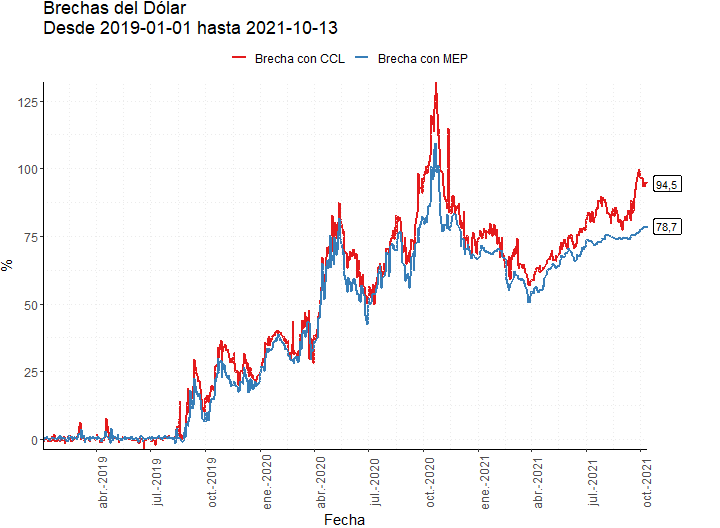 Brechas del Dólar
Desde 2019-01-01 hasta 2021-10-13
Brecha con CCL Brecha con MEP
%
125
100
75
50
25
0
94,5
78,7
abr.-2019
jul.-2019
oct.-2019
ene.-2020
abr.-2020
jul.-2020
oct.-2020
ene.-2021
abr.-2021
jul.-2021
oct.-2021
Fecha